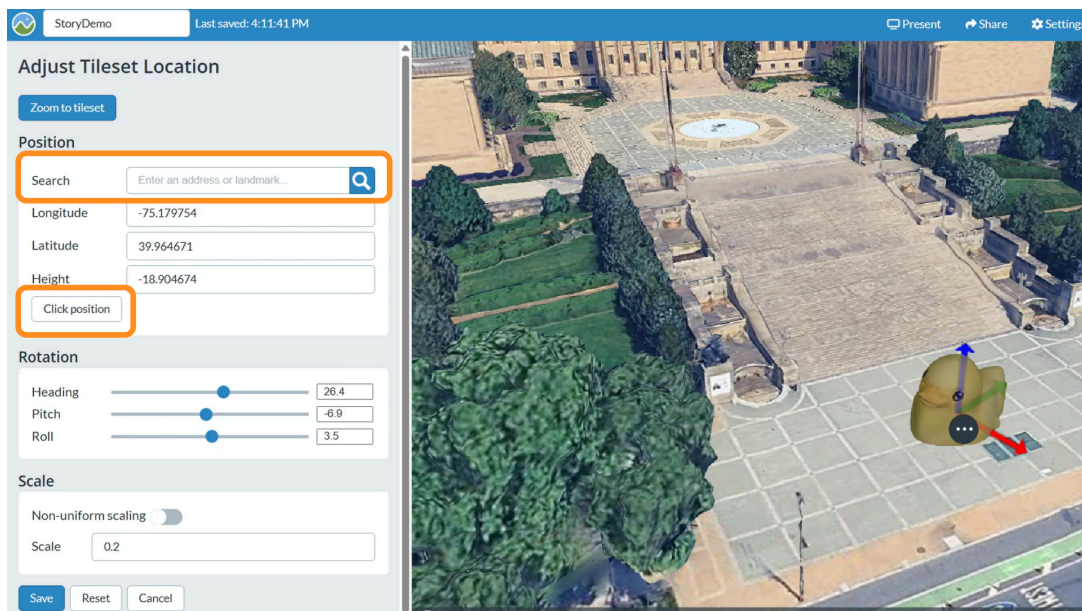 StoryDemo Last saved: 4:11:41 PM Present Share Settings
Adjust Tileset Location
Zoom to tileset
Position
Search Enter an address or landmark...
Longitude -75.179754
Latitude 39.964671
Height -18.904674
Click position
Rotation
Heading 26.4
Pitch -6.9
Roll 3.5
Scale
Non-uniform scaling
Scale 0.2
Save Reset Cancel